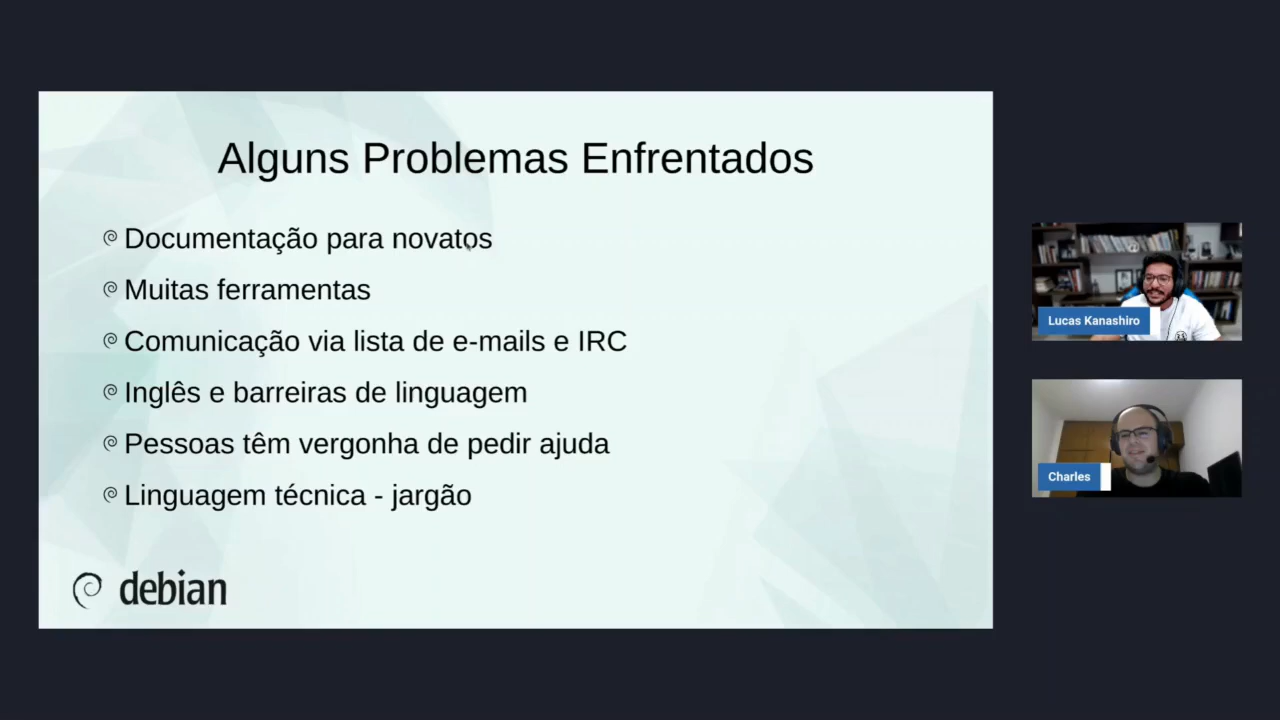 Alguns Problemas Enfrentados
Documentação para novatos
Muitas ferramentas
Comunicação via lista de e-mails e IRC
Inglês e barreiras de linguagem
Pessoas têm vergonha de pedir ajuda
Linguagem técnica - jargão
debian
Lucas Kanashiro
Charles